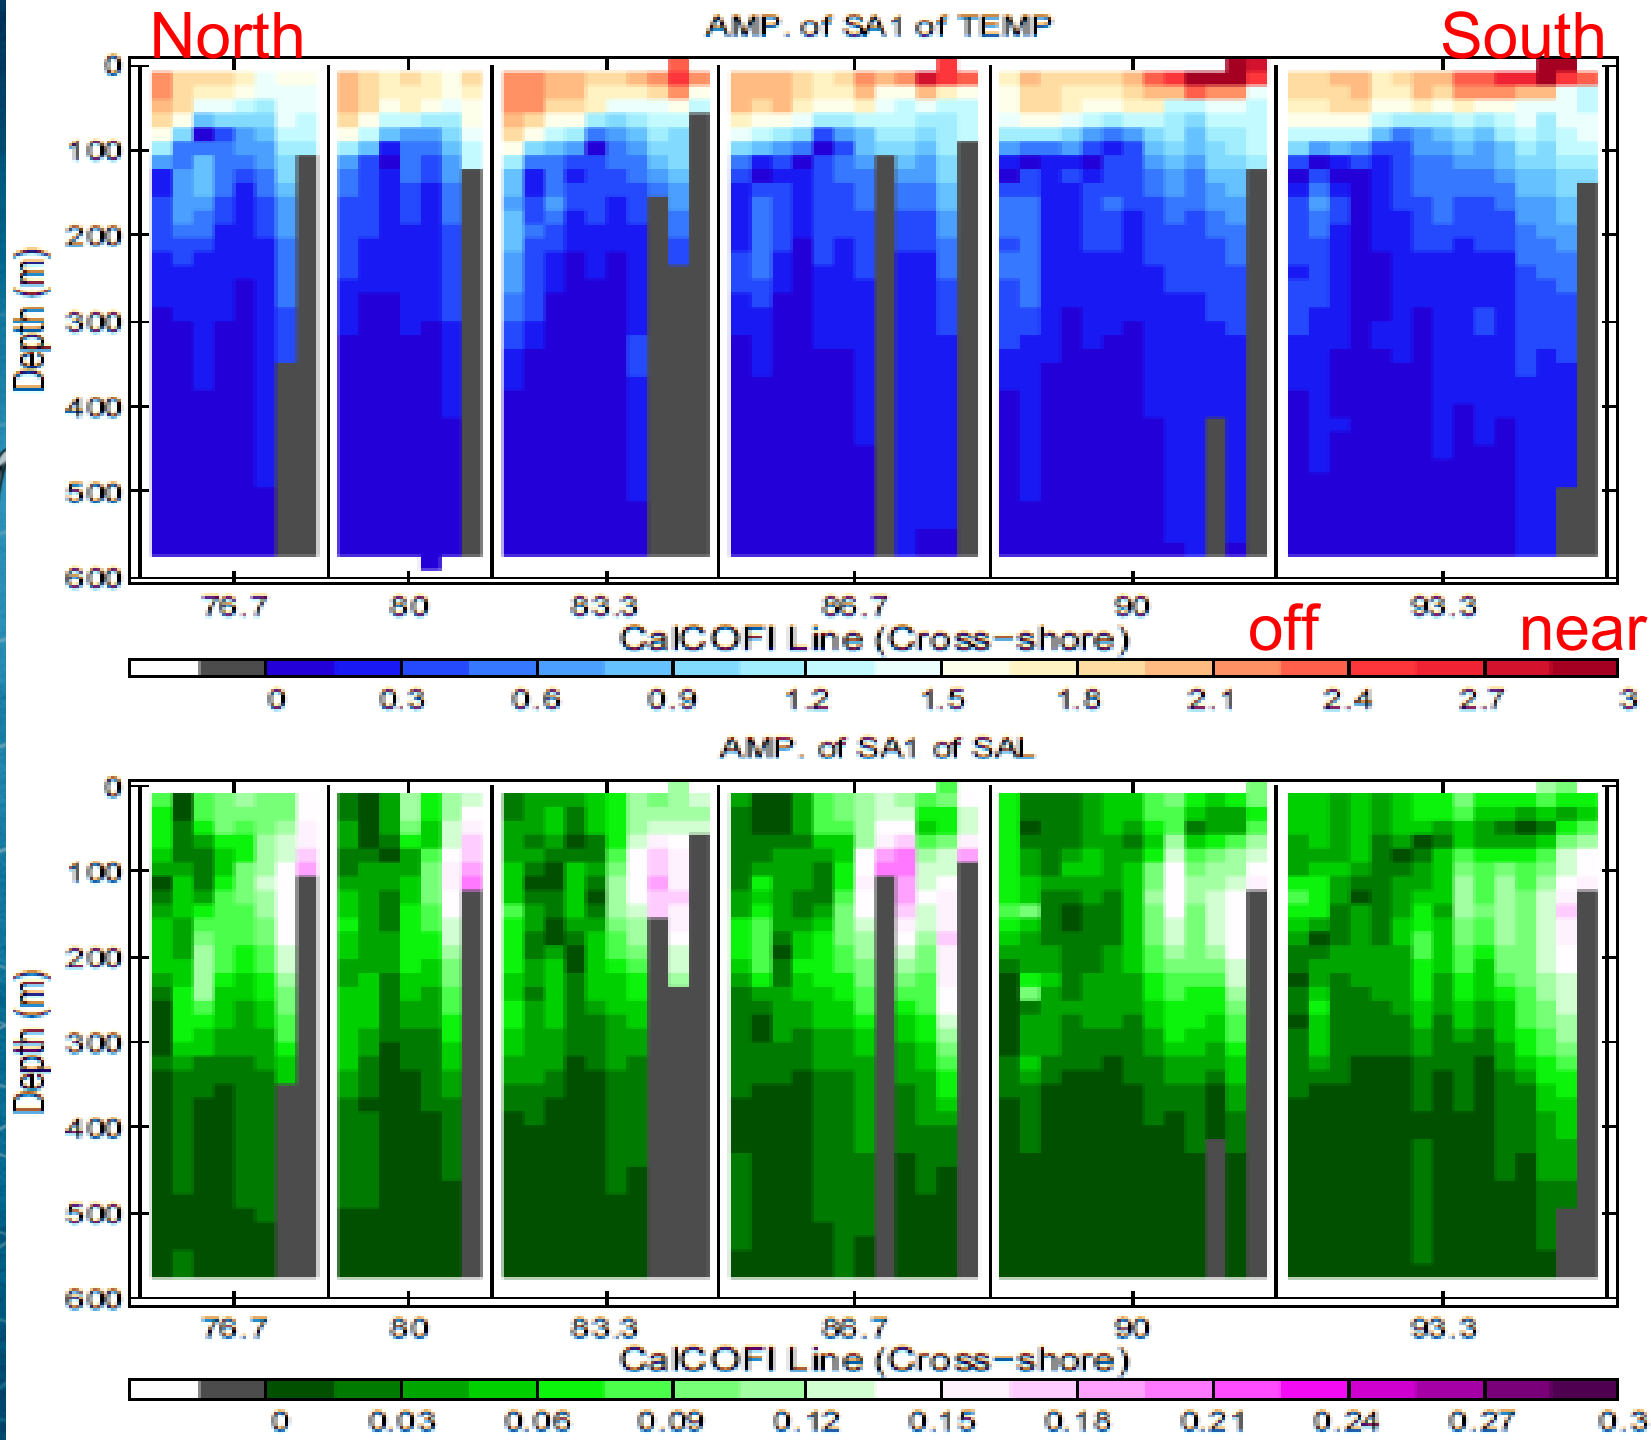 North
AMP. of SA1 of TEMP
South
0
100
200
300
400
500
600
Depth (m)
76.7 80 83.3 86.7 90 93.3
CalCOFI Line (Cross-shore)
off near
0 0.3 0.6 0.9 1.2 1.5 1.8 2.1 2.4 2.7 3
AMP. of SA1 of SAL
0
100
200
300
400
500
600
Depth (m)
76.7 80 83.3 86.7 90 93.3
CalCOFI Line (Cross-shore)
0 0.03 0.06 0.09 0.12 0.15 0.18 0.21 0.24 0.27 0.3